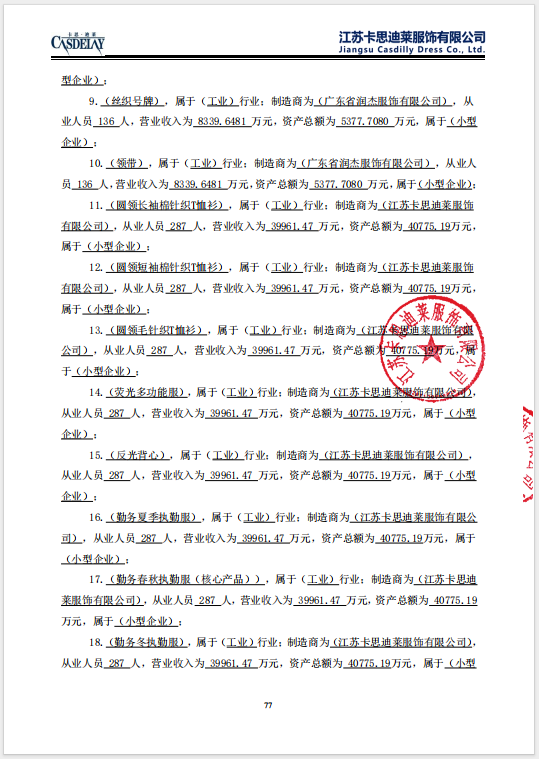 卡思·迪莱
CASDELAY
江苏卡思迪莱服饰有限公司
Jiangsu Casdilly Dress Co., Ltd.
型企业）；
9.（丝织号牌），属于（工业）行业；制造商为（广东省润杰服饰有限公司），从
业人员 136 人，营业收入为 8339.6481 万元，资产总额为 5377.7080 万元，属于（小型
企业）；
10.（领带），属于（工业）行业；制造商为（广东省润杰服饰有限公司），从业人
员 136 人，营业收入为 8339.6481 万元，资产总额为 5377.7080 万元，属于（小型企业）；
11.（圆领长袖棉针织T恤衫），属于（工业）行业；制造商为（江苏卡思迪莱服饰
有限公司），从业人员 287 人，营业收入为 39961.47 万元，资产总额为 40775.19万元，
属于（小型企业）；
12.（圆领短袖棉针织T恤衫），属于（工业）行业；制造商为（江苏卡思迪莱服饰
有限公司），从业人员 287 人，营业收入为 39961.47 万元，资产总额为 40775.19万元，
属于（小型企业）；
13.（圆领毛针织T恤衫），属于（工业）行业；制造商为（江苏卡思迪莱服饰有限
公司），从业人员 287 人，营业收入为 39961.47 万元，资产总额为 40775.19万元，属
于（小型企业）；
14.（荧光多功能服），属于（工业）行业；制造商为（江苏卡思迪莱服饰有限公司），
从业人员 287 人，营业收入为 39961.47 万元，资产总额为 40775.19万元，属于（小型
企业）；
15.（反光背心），属于（工业）行业；制造商为（江苏卡思迪莱服饰有限公司），
从业人员 287 人，营业收入为 39961.47 万元，资产总额为 40775.19万元，属于（小型
企业）；
16.（勤务夏季执勤服），属于（工业）行业；制造商为（江苏卡思迪莱服饰有限公
司），从业人员 287 人，营业收入为 39961.47 万元，资产总额为 40775.19万元，属于
（小型企业）；
17.（勤务春秋执勤服（核心产品）），属于（工业）行业；制造商为（江苏卡思迪
莱服饰有限公司），从业人员 287 人，营业收入为 39961.47 万元，资产总额为 40775.19
万元，属于（小型企业）；
18.（勤务冬执勤服），属于（工业）行业；制造商为（江苏卡思迪莱服饰有限公司），
从业人员 287 人，营业收入为 39961.47 万元，资产总额为 40775.19万元，属于（小型
江苏卡思迪莱服饰有限公司
77